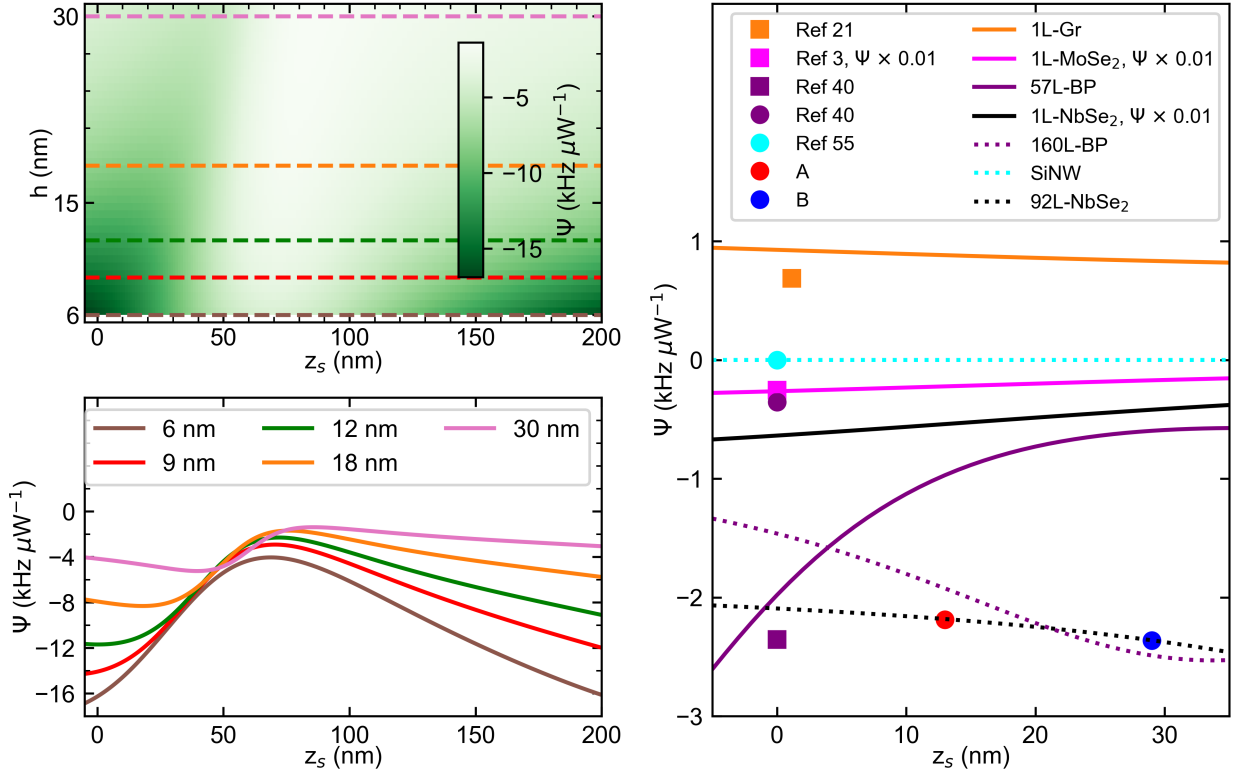 30
15
6
h (nm)
−5
−10
−15
Ψ (kHz μW⁻¹)
0 50 100 150 200
zₛ (nm)
6 nm 12 nm 30 nm
9 nm 18 nm
0
−4
−8
−12
−16
Ψ (kHz μW⁻¹)
0 50 100 150 200
zₛ (nm)
Ref 21 1L-Gr
Ref 3, Ψ × 0.01 1L-MoSe₂, Ψ × 0.01
Ref 40 57L-BP
Ref 40 1L-NbSe₂, Ψ × 0.01
Ref 55 160L-BP
A SiNW
B 92L-NbSe₂
1
0
−1
−2
−3
Ψ (kHz μW⁻¹)
0 10 20 30
zₛ (nm)